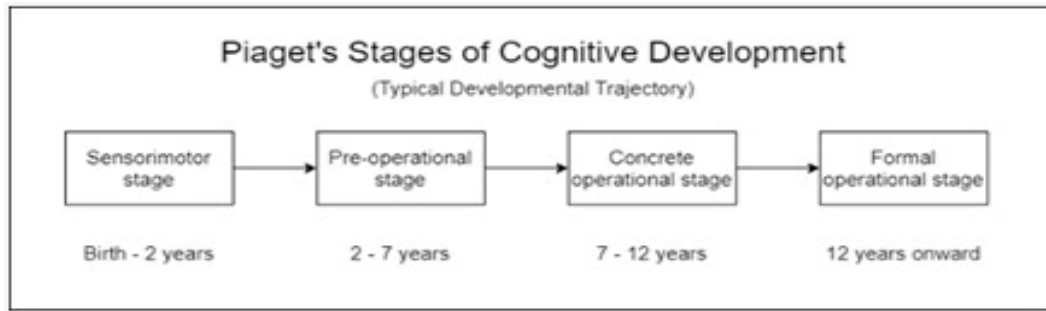 Piaget's Stages of Cognitive Development
(Typical Developmental Trajectory)
Sensorimotor
stage
Pre-operational
stage
Concrete
operational stage
Formal
operational stage
Birth - 2 years
2 - 7 years
7 - 12 years
12 years onward